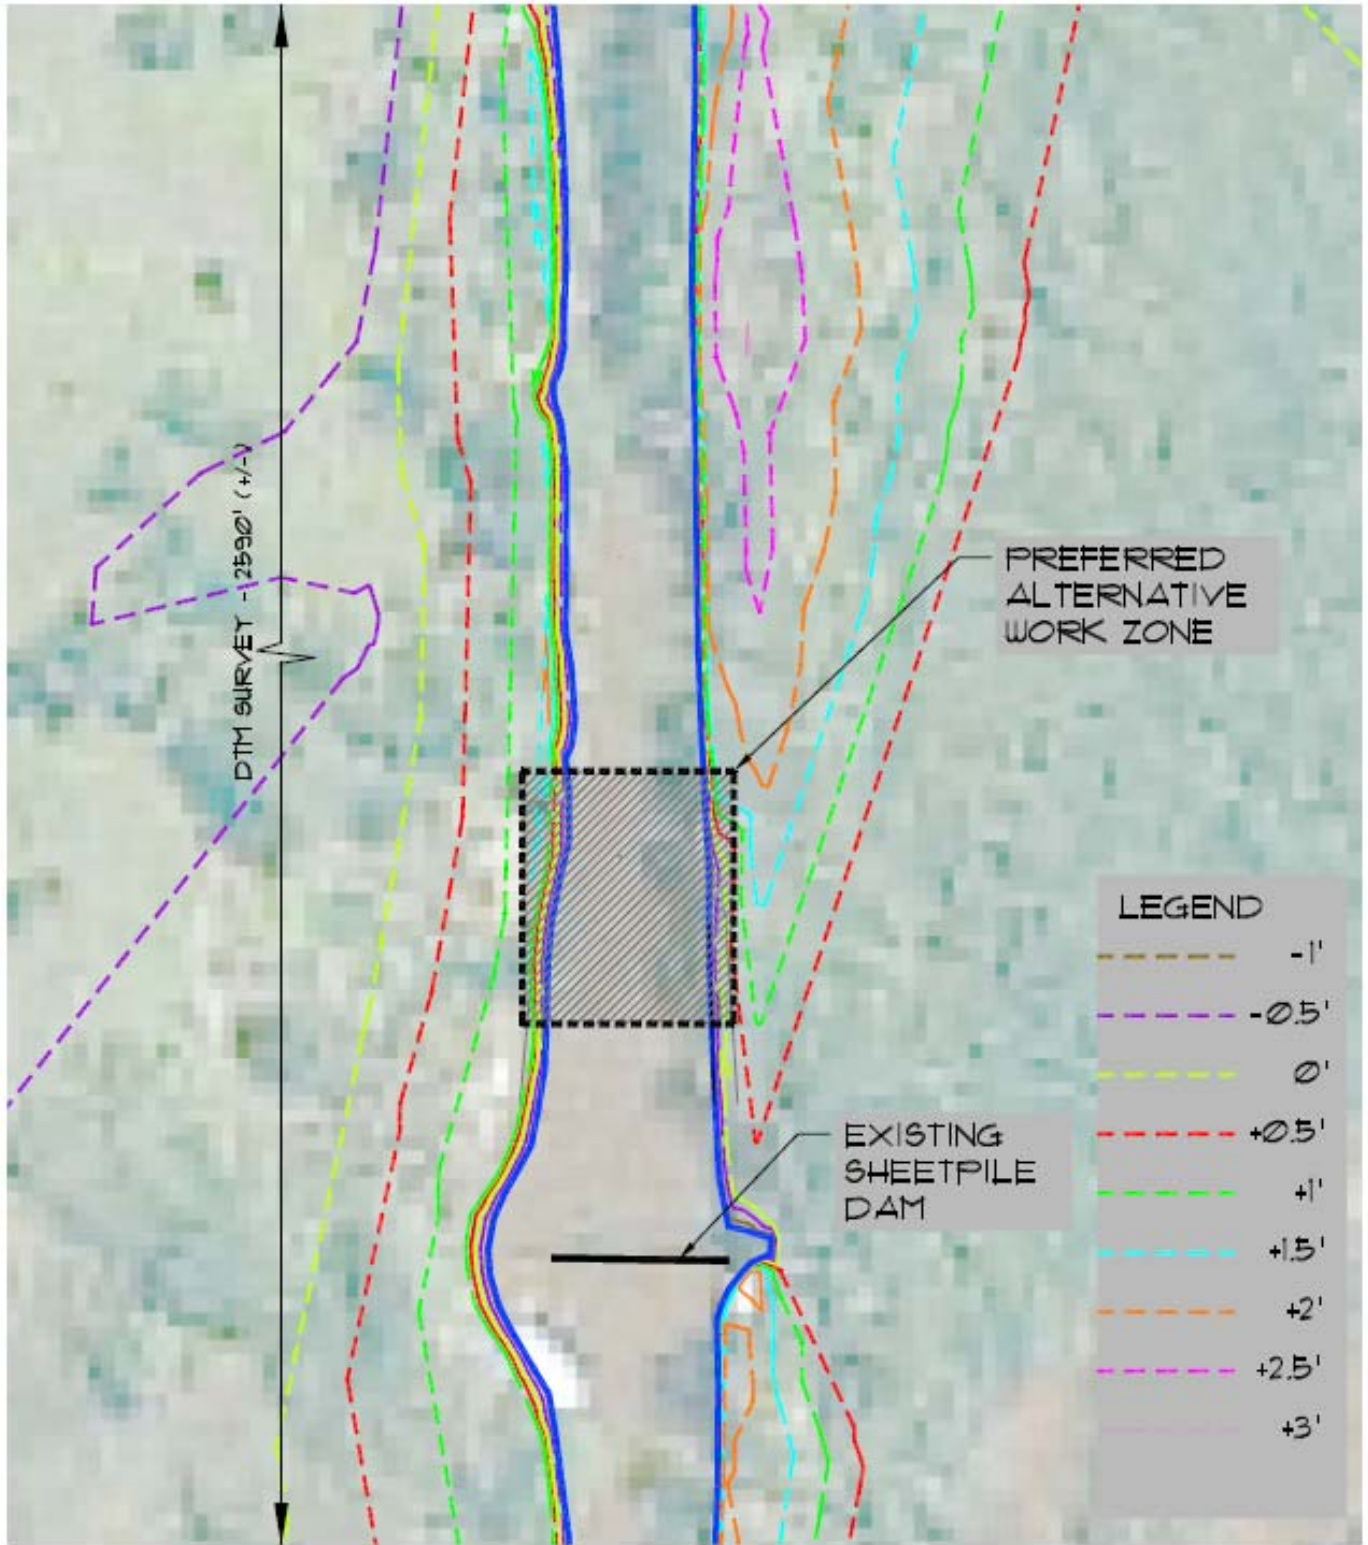 DTM SURVEY - 2590' (+/-)
PREFERRED
ALTERNATIVE
WORK ZONE
EXISTING
SHEETPILE
DAM
LEGEND
-1'
-0.5'
0'
+0.5'
+1'
+1.5'
+2'
+2.5'
+3'